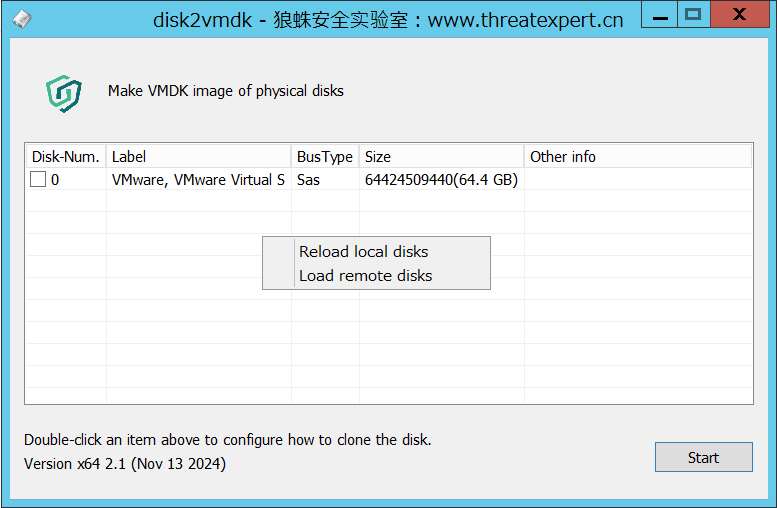 disk2vmdk - 狼蛛安全实验室 : www.threatexpert.cn
Make VMDK image of physical disks
Disk-Num. Label BusType Size Other info
0 VMware, VMware Virtual S Sas 64424509440(64.4 GB)
Reload local disks
Load remote disks
Double-click an item above to configure how to clone the disk.
Version x64 2.1 (Nov 13 2024)
Start